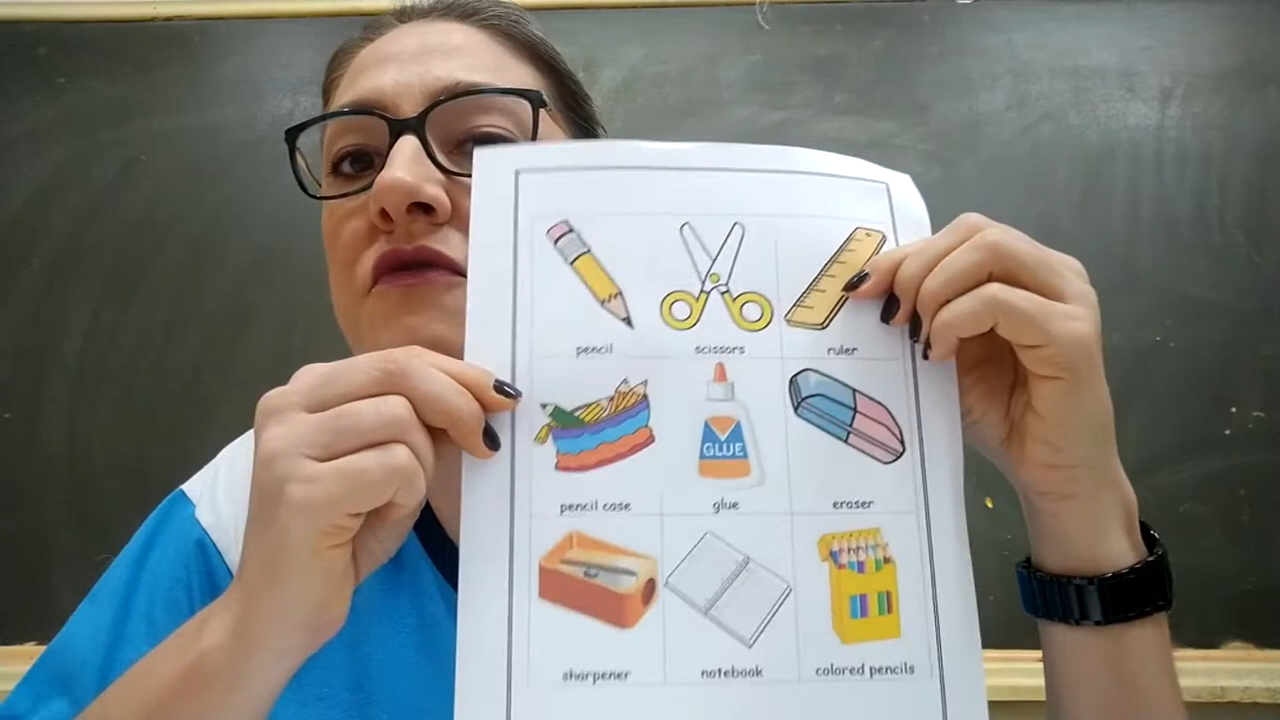 pencil scissors ruler
GLUE
pencil case glue eraser
sharpener notebook colored pencils